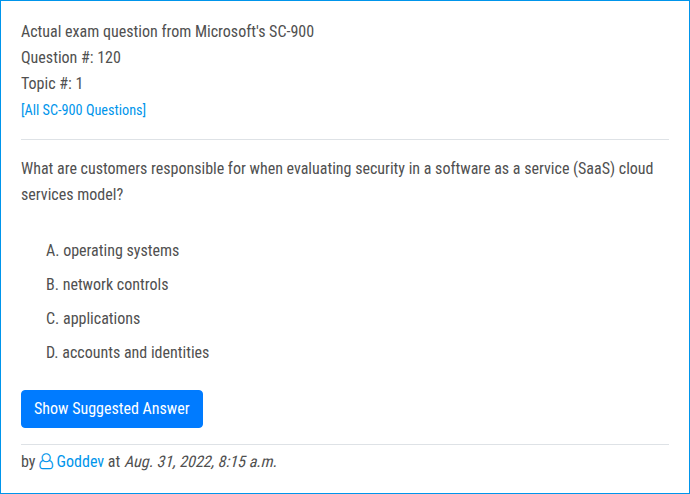 Actual exam question from Microsoft's SC-900
Question #: 120
Topic #: 1
[All SC-900 Questions]
What are customers responsible for when evaluating security in a software as a service (SaaS) cloud
services model?
A. operating systems
B. network controls
C. applications
D. accounts and identities
Show Suggested Answer
by Goddev at Aug. 31, 2022, 8:15 a.m.